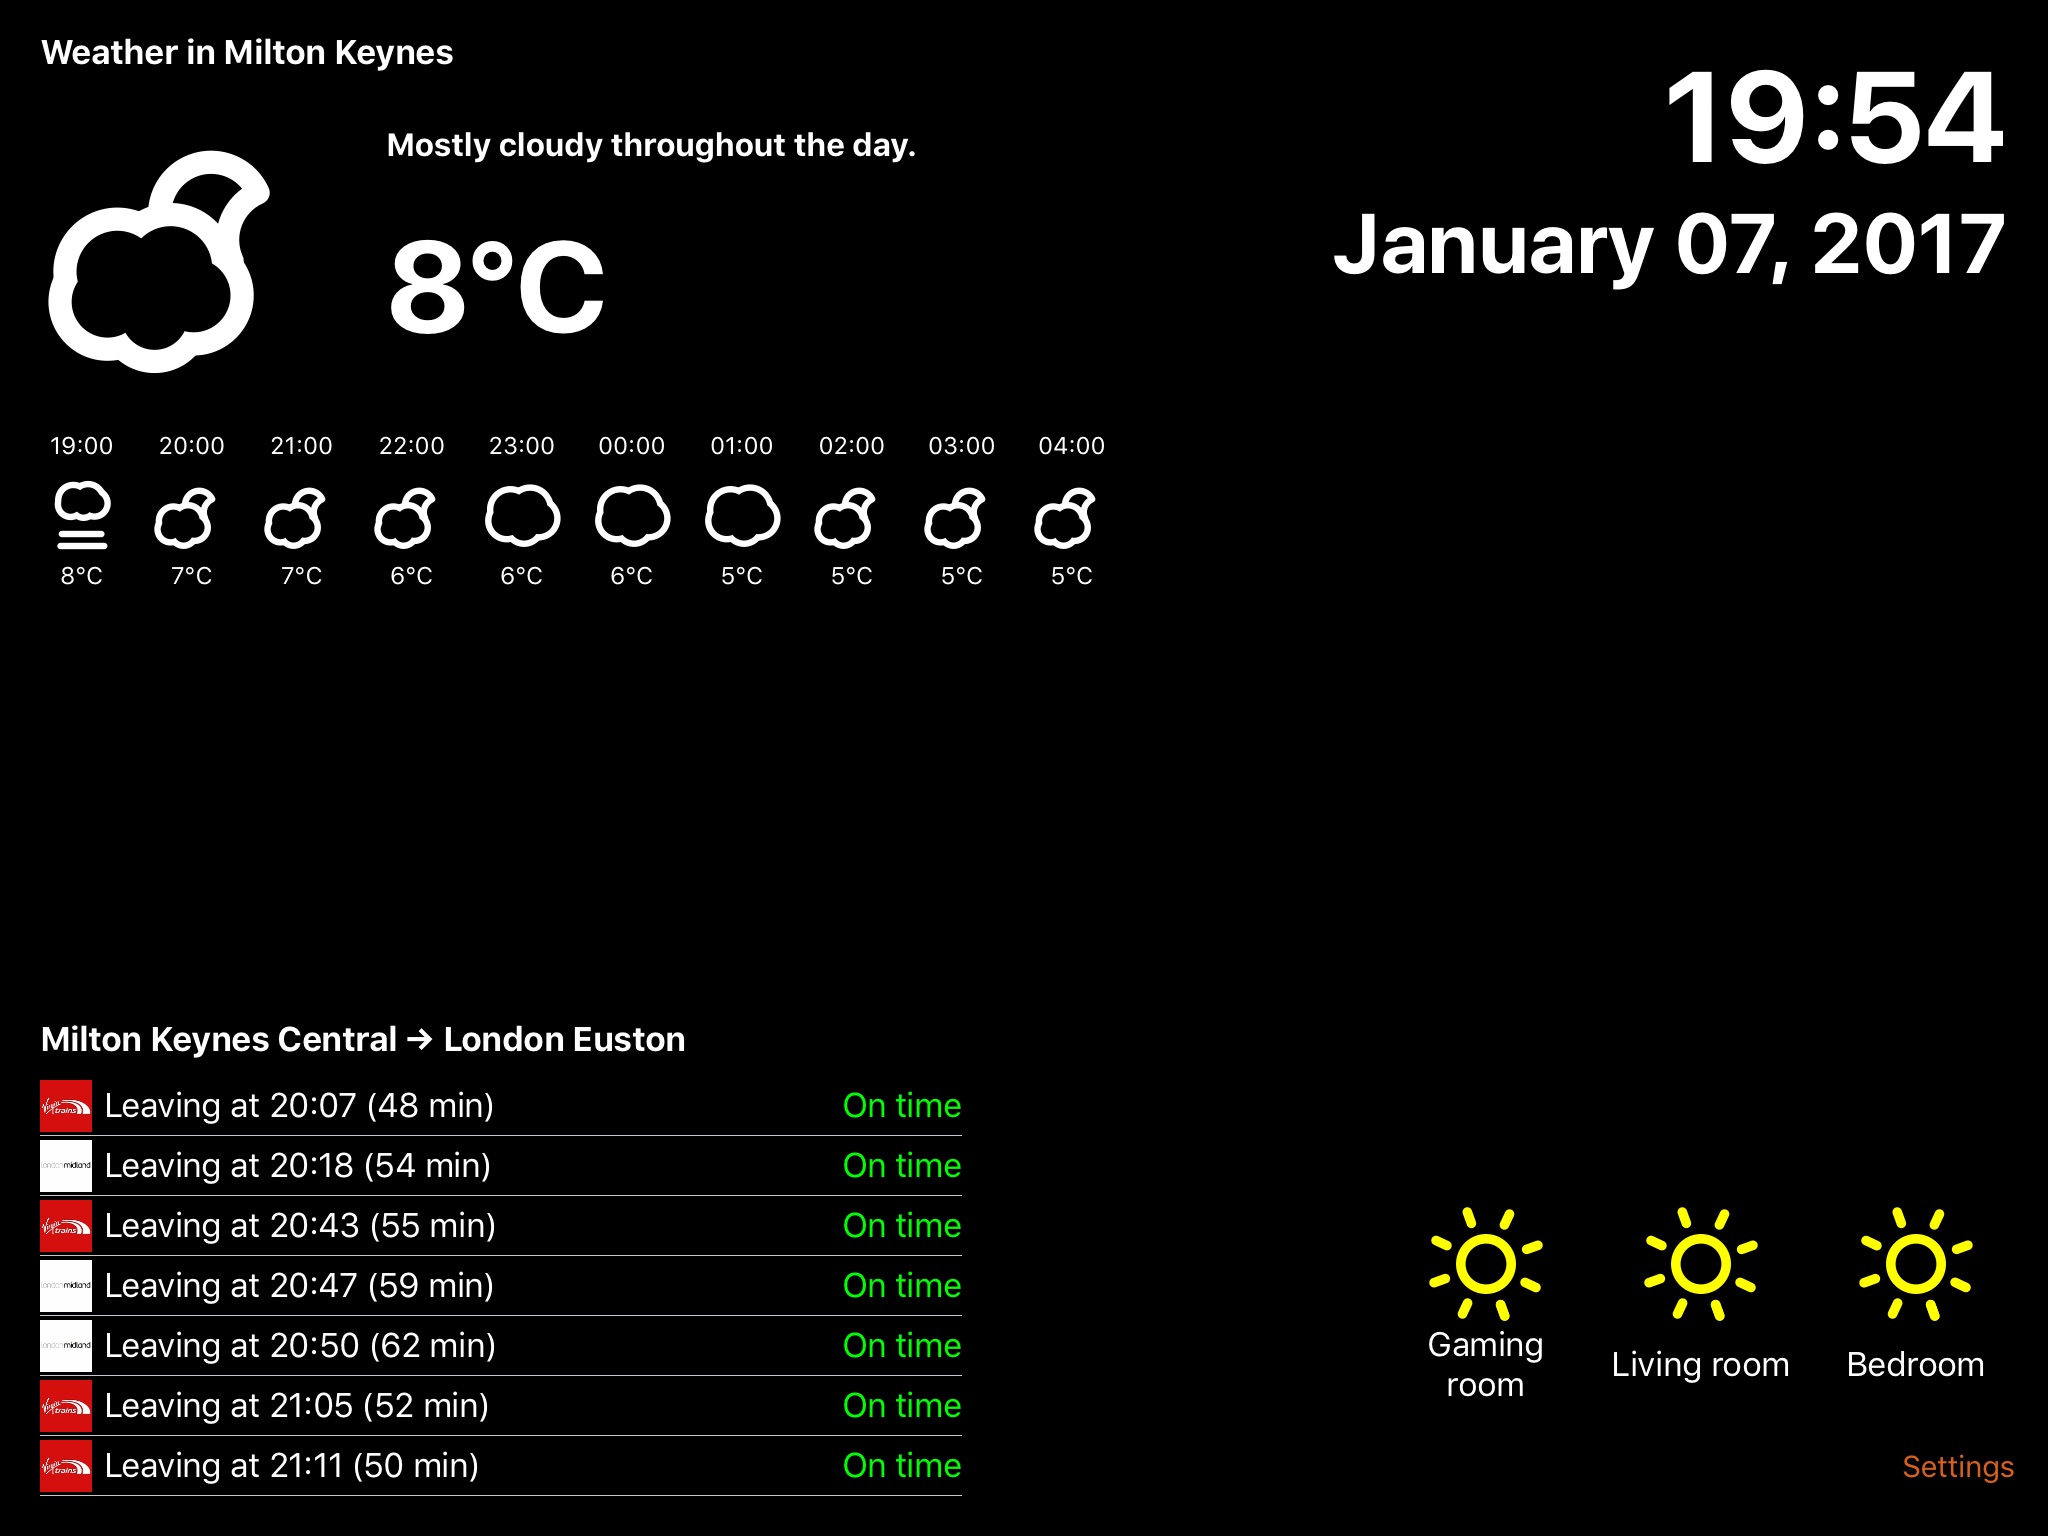 Weather in Milton Keynes
19:54
Mostly cloudy throughout the day.
January 07, 2017
8°C
19:00 20:00 21:00 22:00 23:00 00:00 01:00 02:00 03:00 04:00
8°C 7°C 7°C 6°C 6°C 6°C 5°C 5°C 5°C 5°C
Milton Keynes Central → London Euston
Virgin trains Leaving at 20:07 (48 min) On time
londonmidland Leaving at 20:18 (54 min) On time
Virgin trains Leaving at 20:43 (55 min) On time
londonmidland Leaving at 20:47 (59 min) On time
londonmidland Leaving at 20:50 (62 min) On time
Virgin trains Leaving at 21:05 (52 min) On time
Virgin trains Leaving at 21:11 (50 min) On time
Gaming
room
Living room
Bedroom
Settings